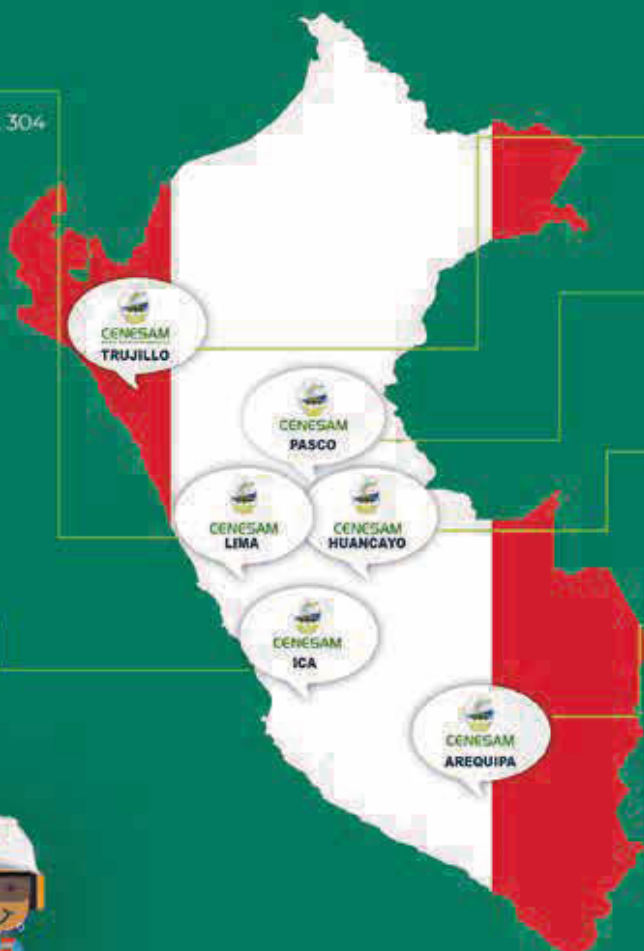 304
CENESAM
TRUJILLO
CENESAM
PASCO
CENESAM
LIMA
CENESAM
HUANCAYO
CENESAM
ICA
CENESAM
AREQUIPA